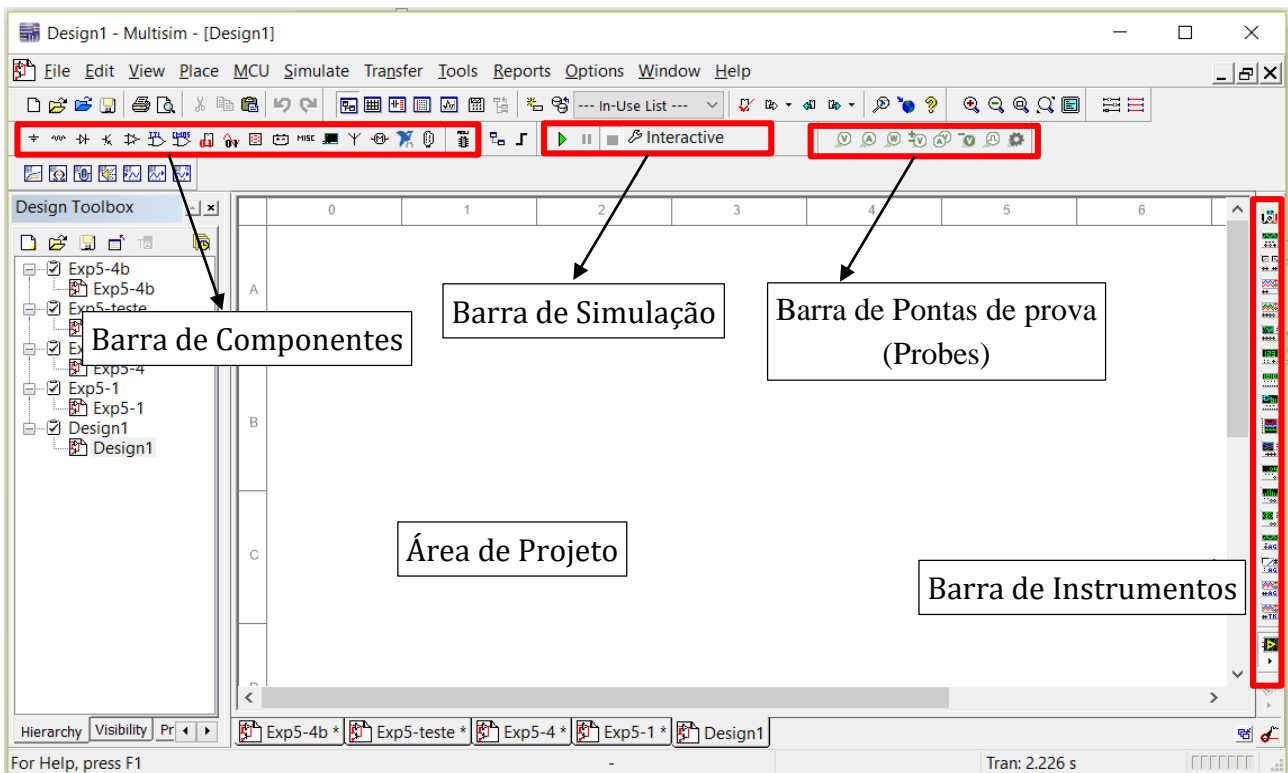 Design1 - Multisim - [Design1]
File Edit View Place MCU Simulate Transfer Tools Reports Options Window Help
--- In-Use List ---
MISC
Interactive
Design Toolbox
0 1 2 3 4 5 6
Exp5-4b
Exp5-4b
Exp5-teste
Exp5-4
Exp5-1
Exp5-1
Design1
Design1
A
B
C
Barra de Componentes
Barra de Simulação
Barra de Pontas de prova
(Probes)
Área de Projeto
Barra de Instrumentos
Hierarchy Visibility Pr
Exp5-4b * Exp5-teste * Exp5-4 * Exp5-1 * Design1
For Help, press F1 - Tran: 2.226 s